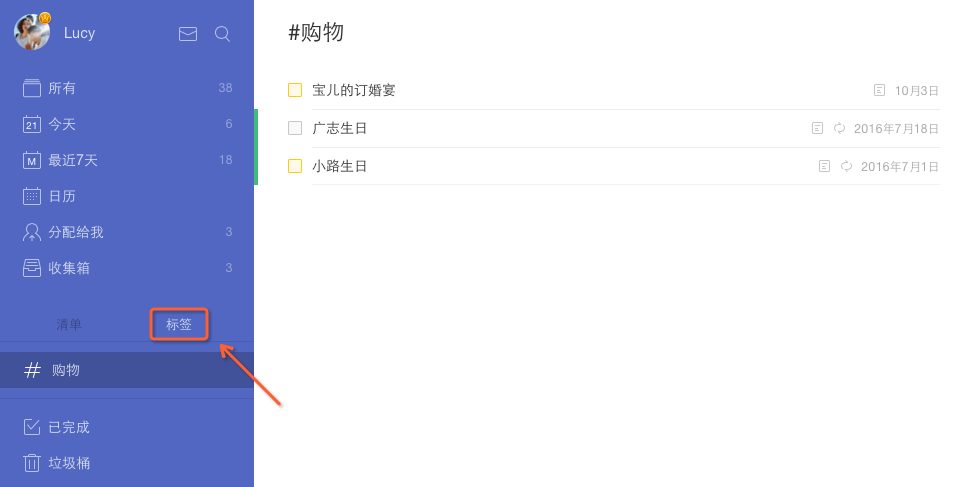 Lucy
所有 38
21 今天 6
M 最近7天 18
日历
分配给我 3
收集箱 3
清单 标签
# 购物
已完成
垃圾桶
#购物
宝儿的订婚宴 10月3日
广志生日 2016年7月18日
小路生日 2016年7月1日